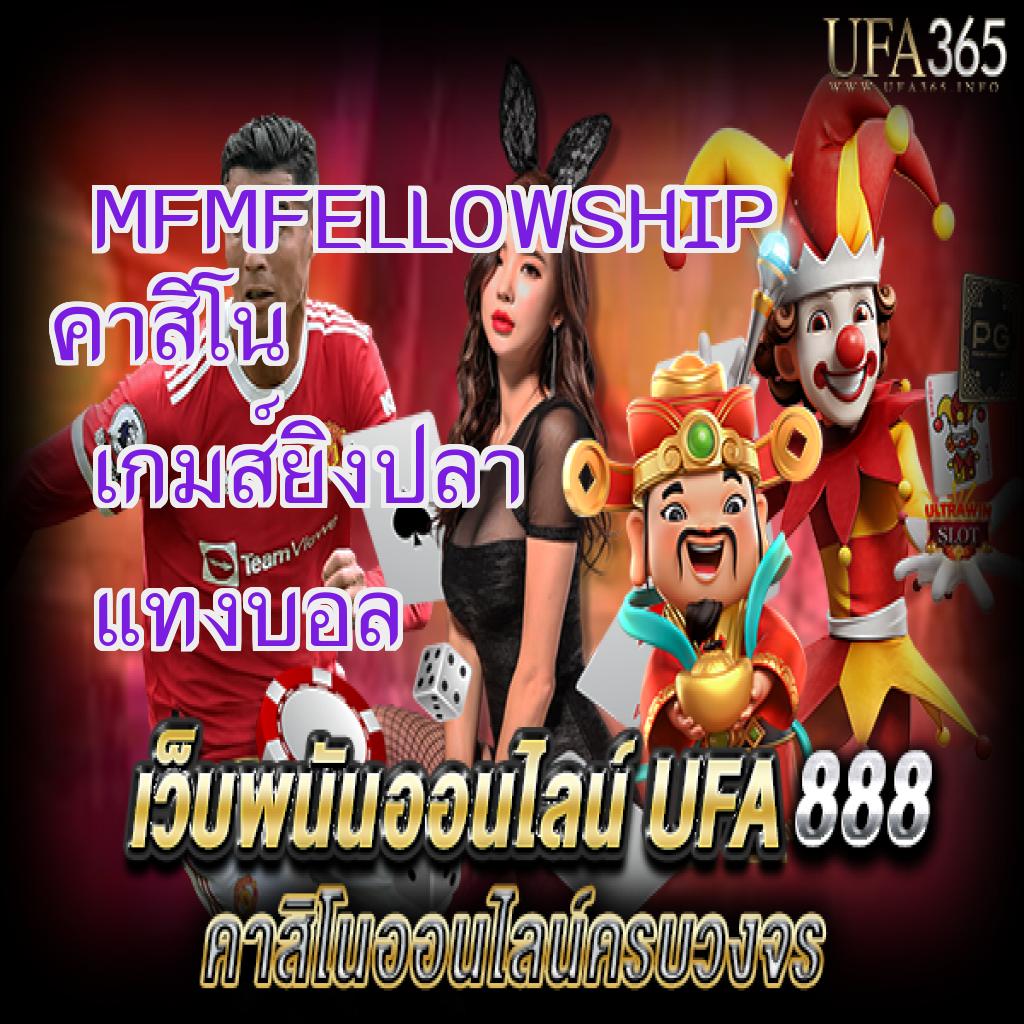 UFA365
WWW.UFA365.INFO
MFMFELLOWSHIP
คาสิโน
เกมส์ยิงปลา
แทงบอล
PG
TeamViewer
ULTRAWIN
SLOT
เว็บพนันออนไลน์ UFA 888
คาสิโนออนไลน์ครบวงจร